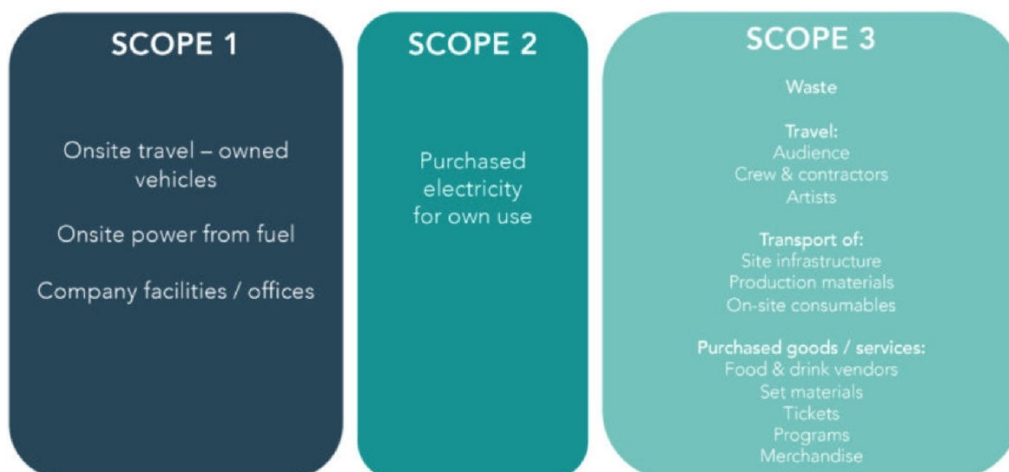 SCOPE 1
Onsite travel – owned
vehicles
Onsite power from fuel
Company facilities / offices
SCOPE 2
Purchased
electricity
for own use
SCOPE 3
Waste
Travel:
Audience
Crew & contractors
Artists
Transport of:
Site infrastructure
Production materials
On-site consumables
Purchased goods / services:
Food & drink vendors
Set materials
Tickets
Programs
Merchandise